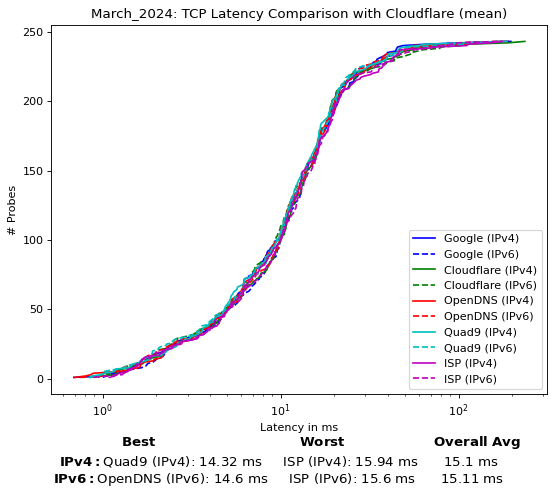 March_2024: TCP Latency Comparison with Cloudflare (mean)
250
200
150
100
50
0
# Probes
Google (IPv4)
Google (IPv6)
Cloudflare (IPv4)
Cloudflare (IPv6)
OpenDNS (IPv4)
OpenDNS (IPv6)
Quad9 (IPv4)
Quad9 (IPv6)
ISP (IPv4)
ISP (IPv6)
10⁰ 10¹ 10²
Latency in ms
Best Worst Overall Avg
IPv4: Quad9 (IPv4): 14.32 ms ISP (IPv4): 15.94 ms 15.1 ms
IPv6: OpenDNS (IPv6): 14.6 ms ISP (IPv6): 15.6 ms 15.11 ms